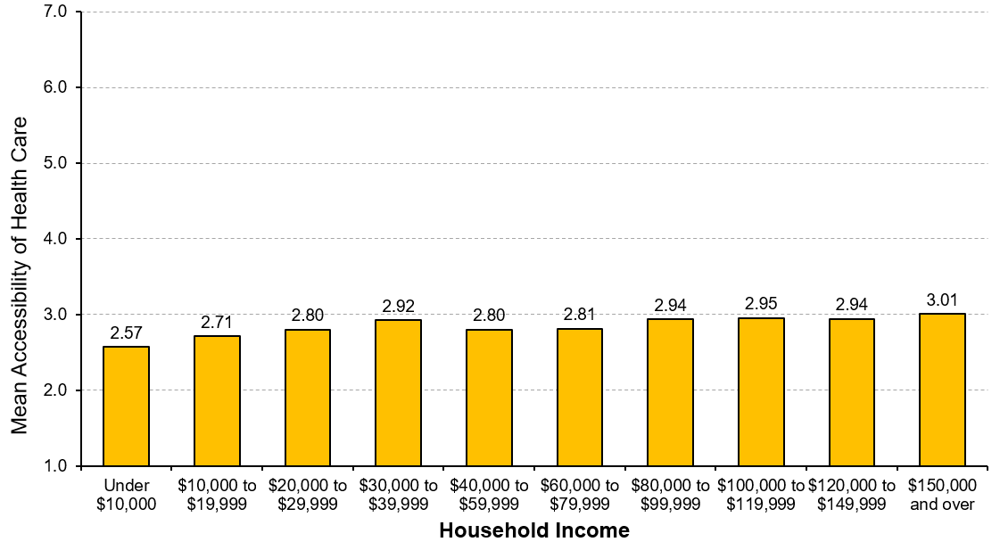 7.0
6.0
5.0
4.0
3.0
2.0
1.0
Mean Accessibility of Health Care
2.57
2.71
2.80
2.92
2.80
2.81
2.94
2.95
2.94
3.01
Under
$10,000
$10,000 to
$19,999
$20,000 to
$29,999
$30,000 to
$39,999
$40,000 to
$59,999
$60,000 to
$79,999
$80,000 to
$99,999
$100,000 to
$119,999
$120,000 to
$149,999
$150,000
and over
Household Income